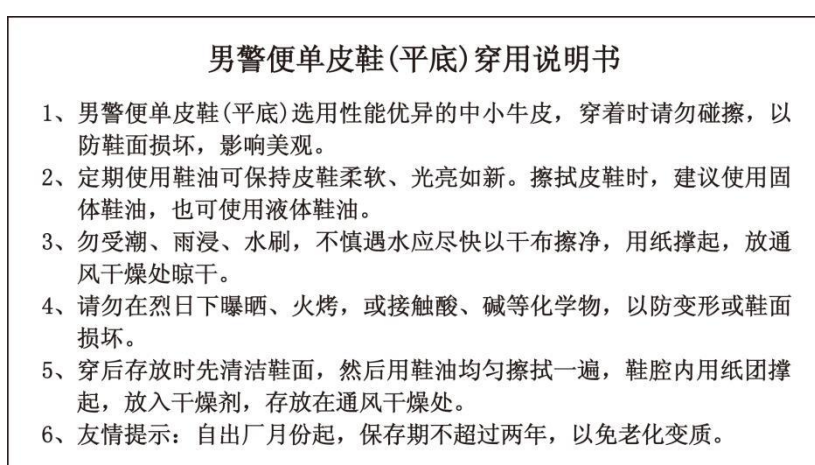 男警便单皮鞋(平底)穿用说明书
1、男警便单皮鞋(平底)选用性能优异的中小牛皮，穿着时请勿碰擦，以
防鞋面损坏，影响美观。
2、定期使用鞋油可保持皮鞋柔软、光亮如新。擦拭皮鞋时，建议使用固
体鞋油，也可使用液体鞋油。
3、勿受潮、雨浸、水刷，不慎遇水应尽快以干布擦净，用纸撑起，放通
风干燥处晾干。
4、请勿在烈日下曝晒、火烤，或接触酸、碱等化学物，以防变形或鞋面
损坏。
5、穿后存放时先清洁鞋面，然后用鞋油均匀擦拭一遍，鞋腔内用纸团撑
起，放入干燥剂，存放在通风干燥处。
6、友情提示：自出厂月份起，保存期不超过两年，以免老化变质。